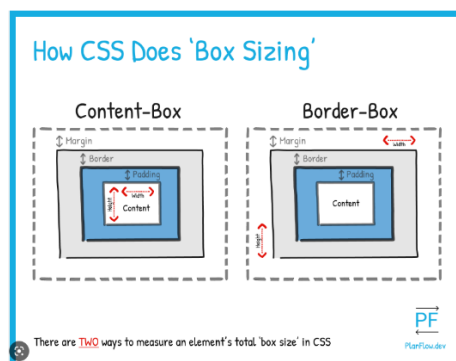 How CSS Does 'Box Sizing'
Content-Box
Margin
Border
Padding
Width
Height
Content
Border-Box
Margin
Width
Border
Padding
Content
Height
There are TWO ways to measure an element's total 'box size' in CSS
PF
PlanFlow.dev